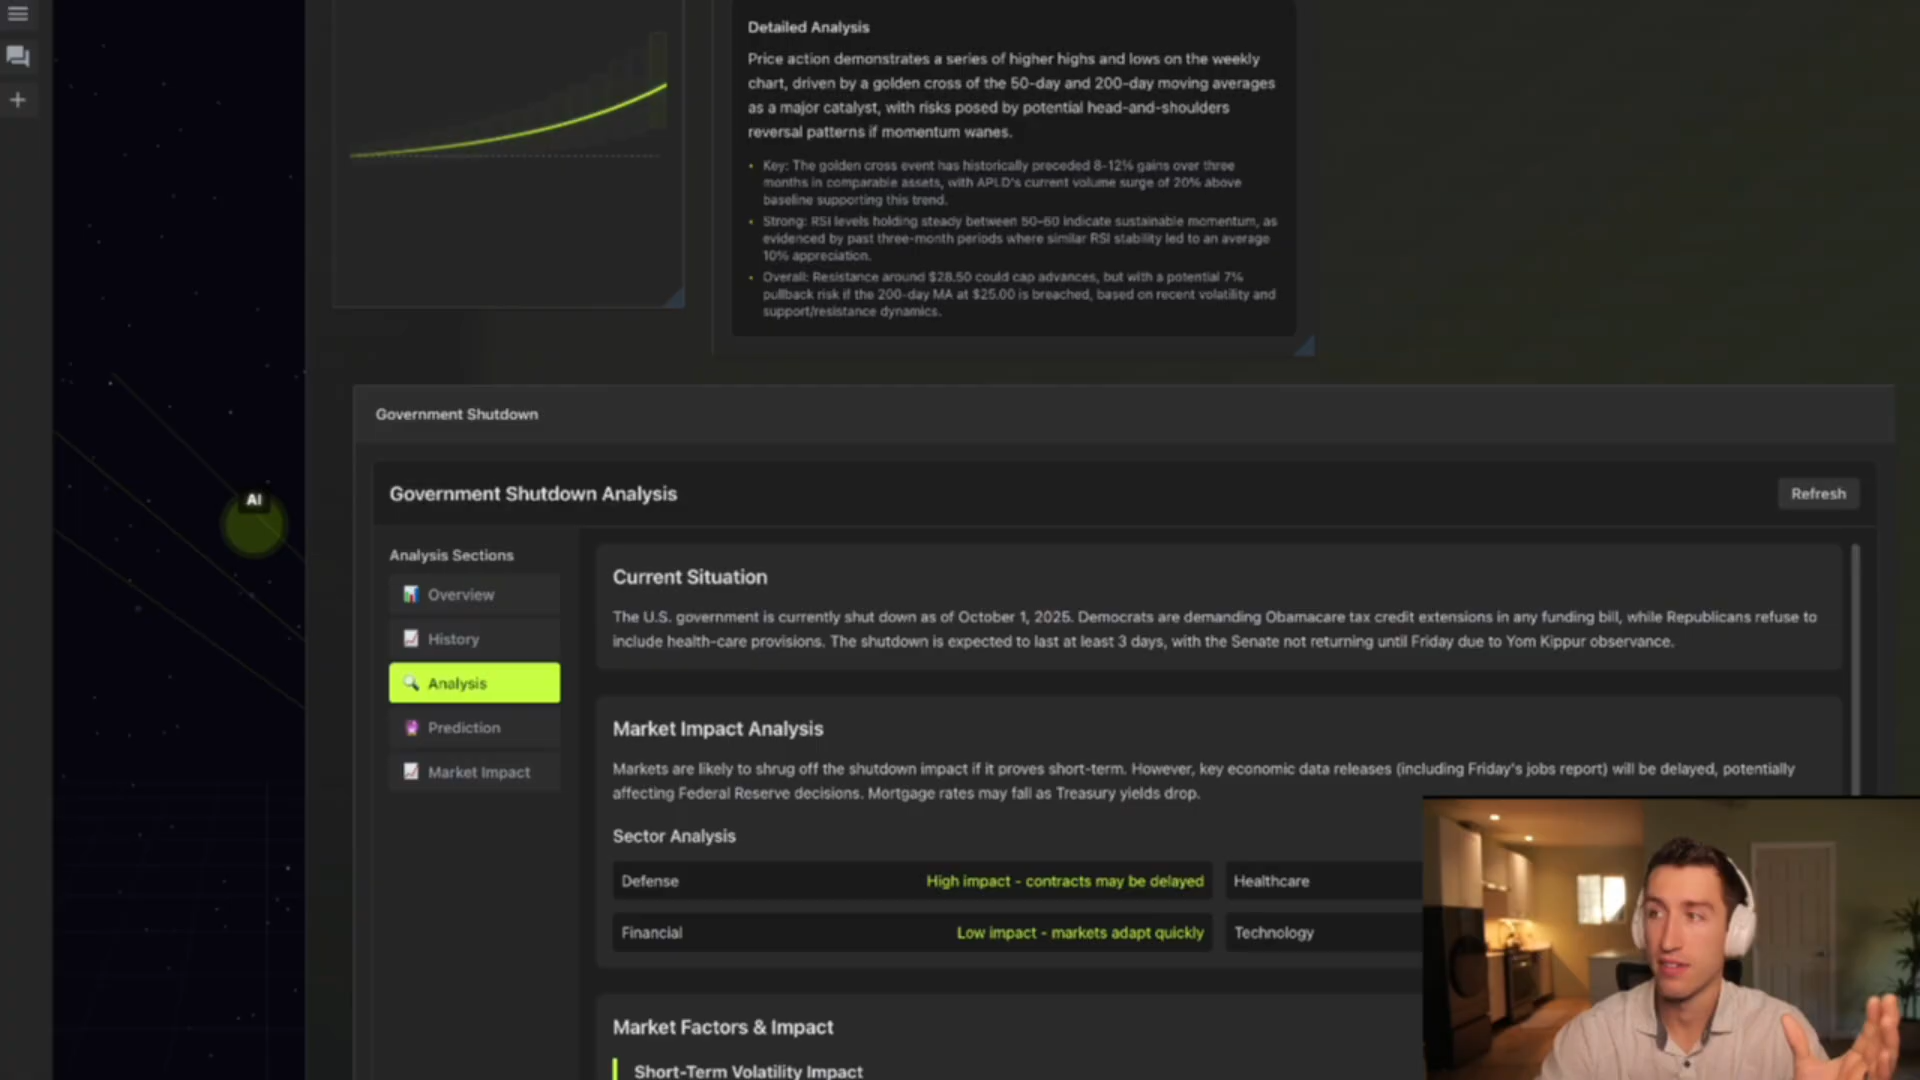 Detailed Analysis
Price action demonstrates a series of higher highs and lows on the weekly
chart, driven by a golden cross of the 50-day and 200-day moving averages
as a major catalyst, with risks posed by potential head-and-shoulders
reversal patterns if momentum wanes.
• Key: The golden cross event has historically preceded 8-12% gains over three
months in comparable assets, with APLD's current volume surge of 20% above
baseline supporting this trend.
• Strong: RSI levels holding steady between 50-60 indicate sustainable momentum, as
evidenced by past three-month periods where similar RSI stability led to an average
10% appreciation.
• Overall: Resistance around $28.50 could cap advances, but with a potential 7%
pullback risk if the 200-day MA at $25.00 is breached, based on recent volatility and
support/resistance dynamics.
Government Shutdown
Government Shutdown Analysis
Refresh
AI
Analysis Sections
Overview
History
Analysis
Prediction
Market Impact
Current Situation
The U.S. government is currently shut down as of October 1, 2025. Democrats are demanding Obamacare tax credit extensions in any funding bill, while Republicans refuse to
include health-care provisions. The shutdown is expected to last at least 3 days, with the Senate not returning until Friday due to Yom Kippur observance.
Market Impact Analysis
Markets are likely to shrug off the shutdown impact if it proves short-term. However, key economic data releases (including Friday's jobs report) will be delayed, potentially
affecting Federal Reserve decisions. Mortgage rates may fall as Treasury yields drop.
Sector Analysis
Defense High impact - contracts may be delayed
Healthcare
Financial Low impact - markets adapt quickly
Technology
Market Factors & Impact
Short-Term Volatility Impact